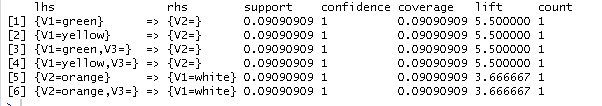 lhs rhs support confidence coverage lift count
[1] {V1=green} => {V2=} 0.09090909 1 0.09090909 5.500000 1
[2] {V1=yellow} => {V2=} 0.09090909 1 0.09090909 5.500000 1
[3] {V1=green,V3=} => {V2=} 0.09090909 1 0.09090909 5.500000 1
[4] {V1=yellow,V3=} => {V2=} 0.09090909 1 0.09090909 5.500000 1
[5] {V2=orange} => {V1=white} 0.09090909 1 0.09090909 3.666667 1
[6] {V2=orange,V3=} => {V1=white} 0.09090909 1 0.09090909 3.666667 1
>